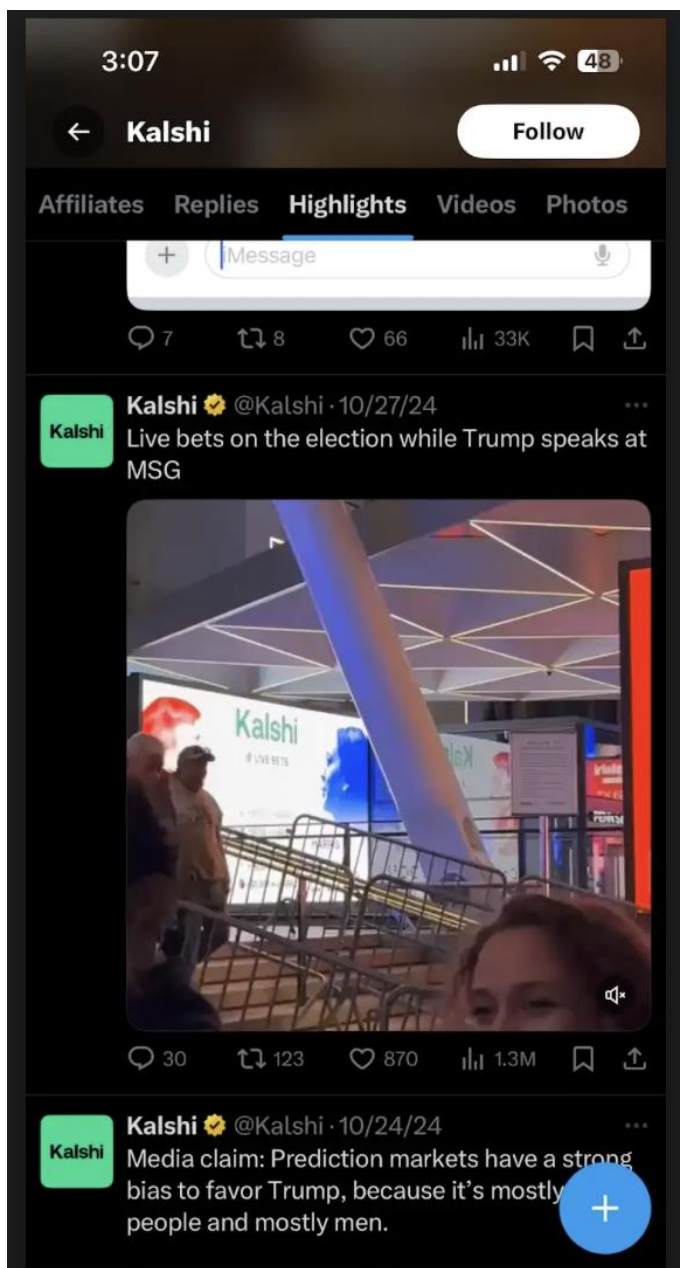 3:07
48
Kalshi
Follow
Affiliates Replies Highlights Videos Photos
iMessage
7 8 66 33K
Kalshi @Kalshi · 10/27/24
Kalshi
Live bets on the election while Trump speaks at
MSG
Kalshi
LIVE BETS
30 123 870 1.3M
Kalshi @Kalshi · 10/24/24
Kalshi
Media claim: Prediction markets have a strong
bias to favor Trump, because it's mostly
people and mostly men.